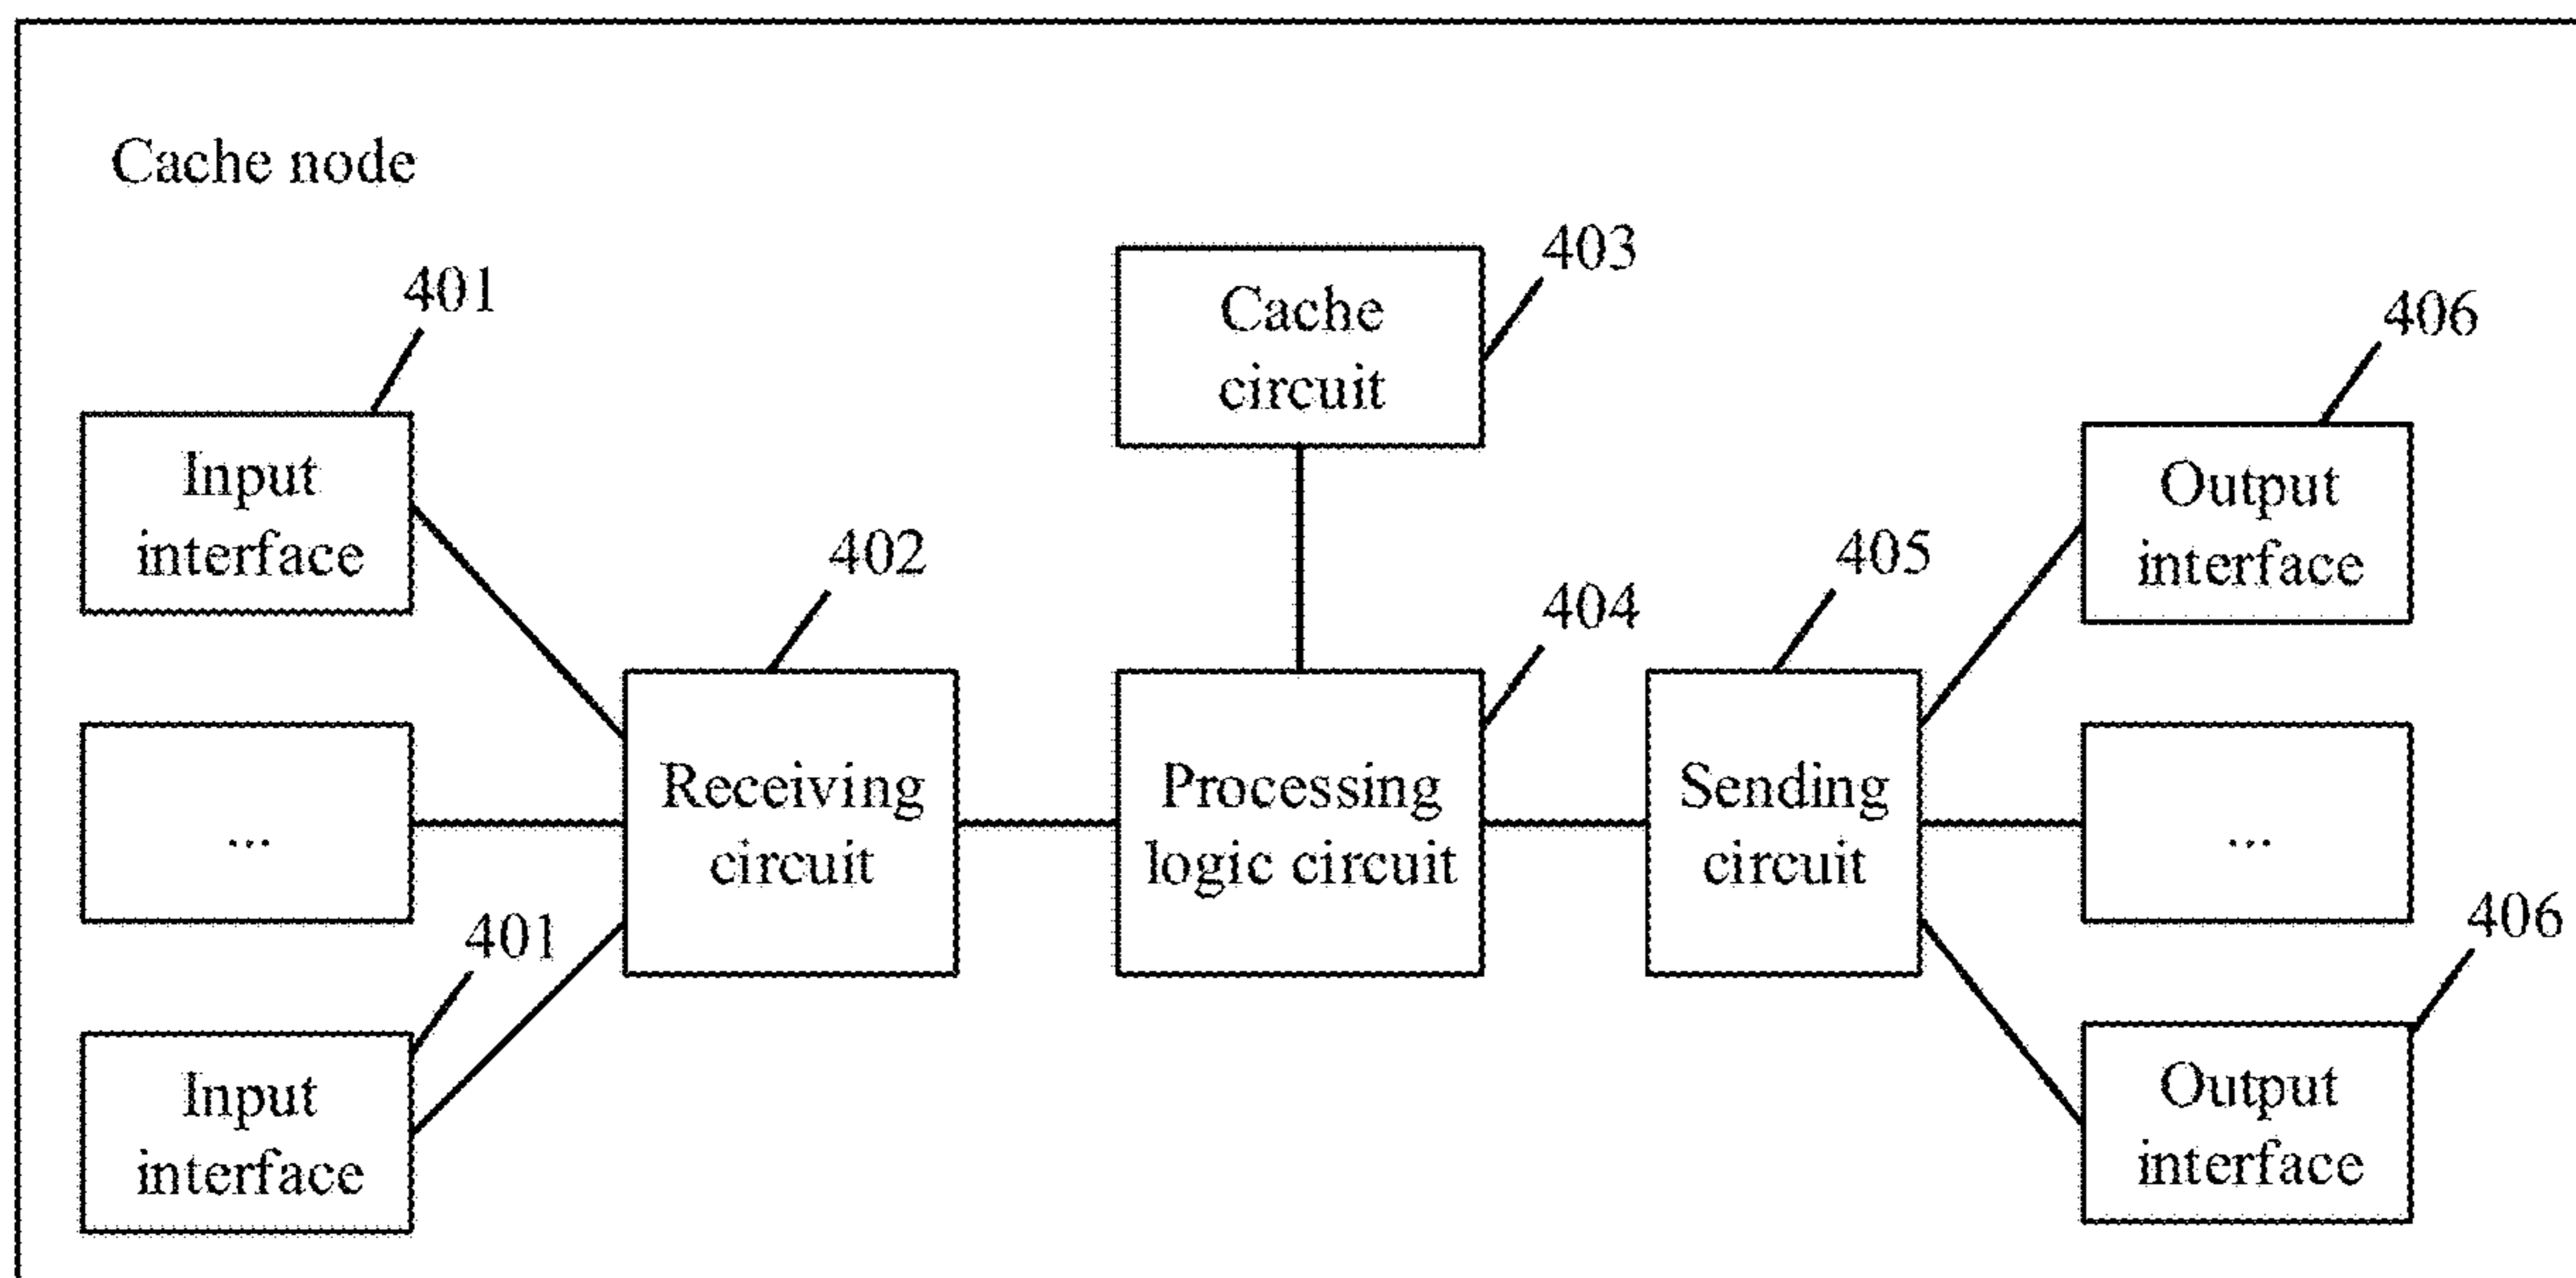 Cache node
403
401
Cache
circuit
406
Input
interface
Output
interface
402
405
404
...
Receiving
circuit
Processing
logic circuit
Sending
circuit
...
401
406
Input
interface
Output
interface